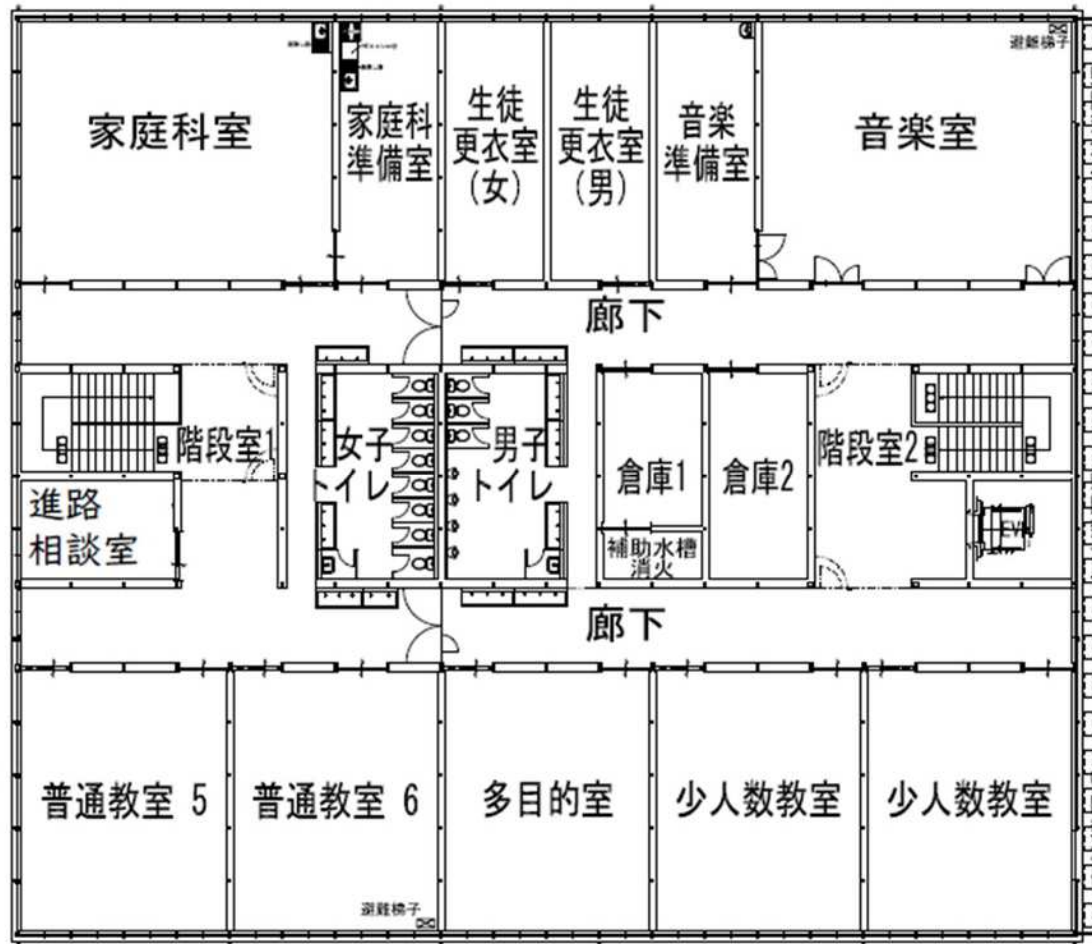 避難梯子
家庭科室
家庭科
準備室
生徒
更衣室
(女)
生徒
更衣室
(男)
音楽
準備室
音楽室
廊下
階段室1
女子
トイレ
男子
トイレ
倉庫1
倉庫2
階段室2
進路
相談室
補助水槽
消火
EV
廊下
普通教室 5
普通教室 6
多目的室
少人数教室
少人数教室
避難梯子